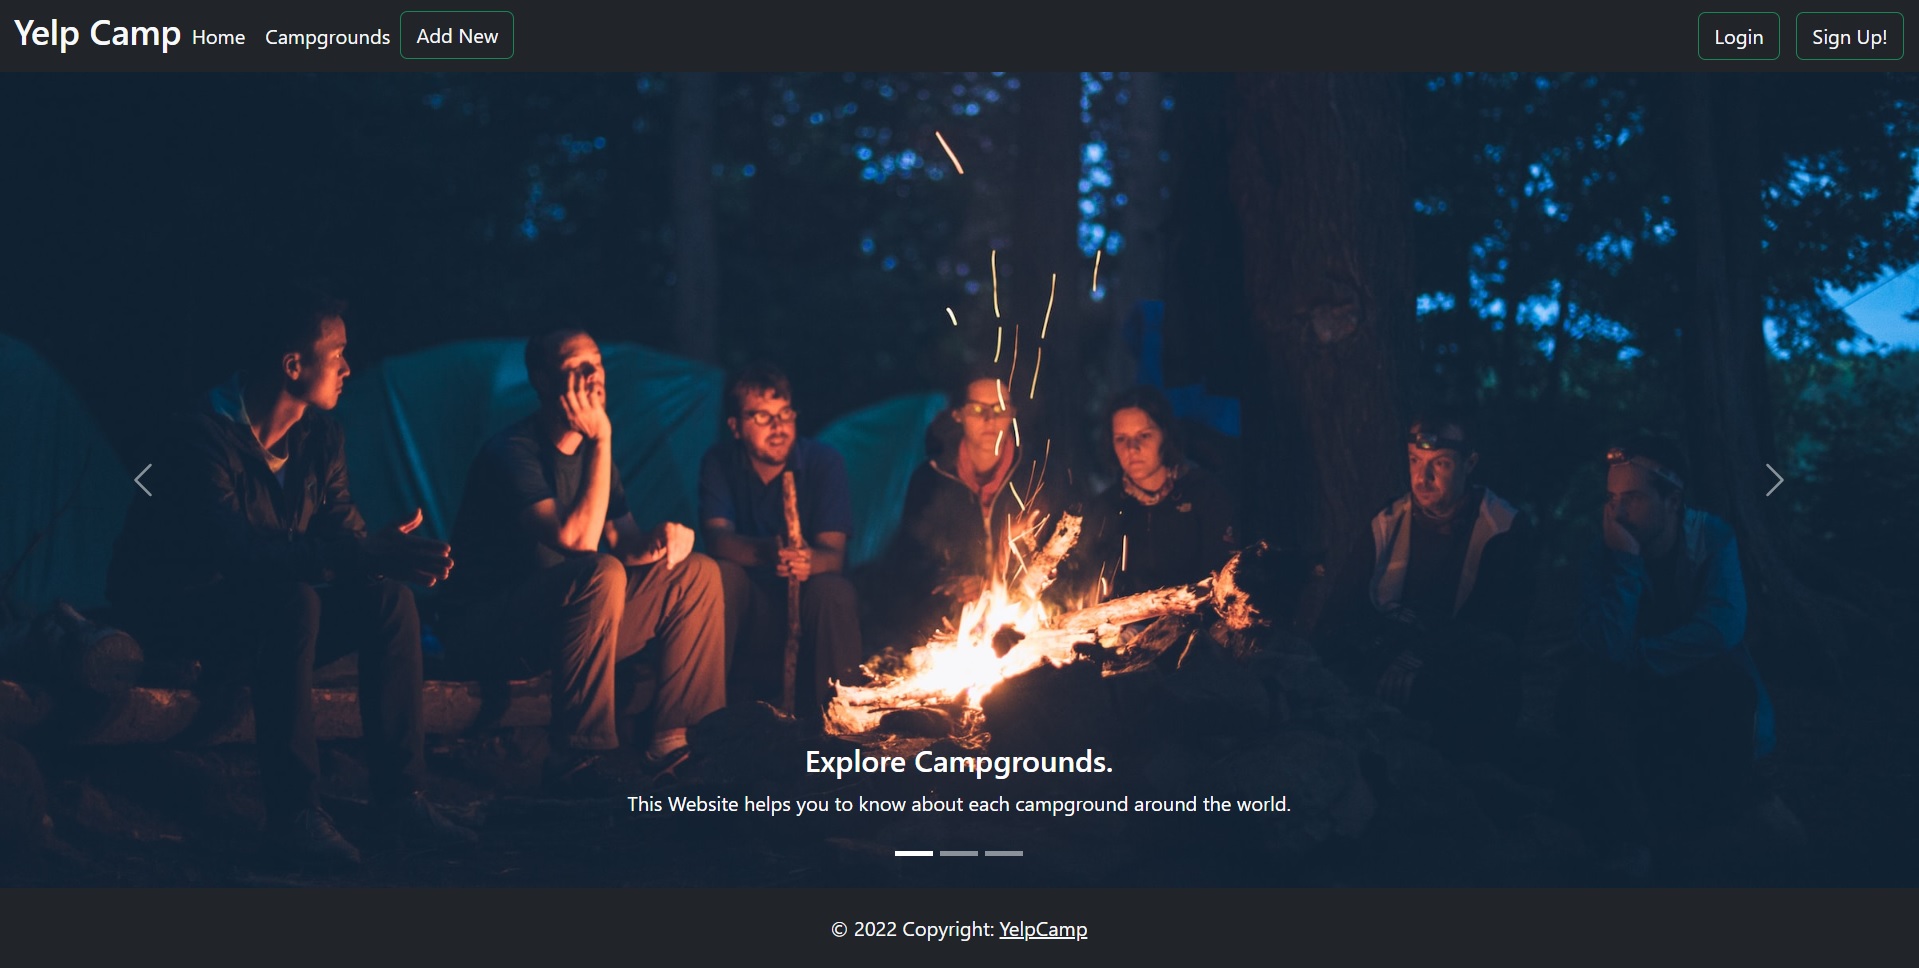 Yelp Camp Home Campgrounds Add New Login Sign Up!
Explore Campgrounds.
This Website helps you to know about each campground around the world.
© 2022 Copyright: YelpCamp